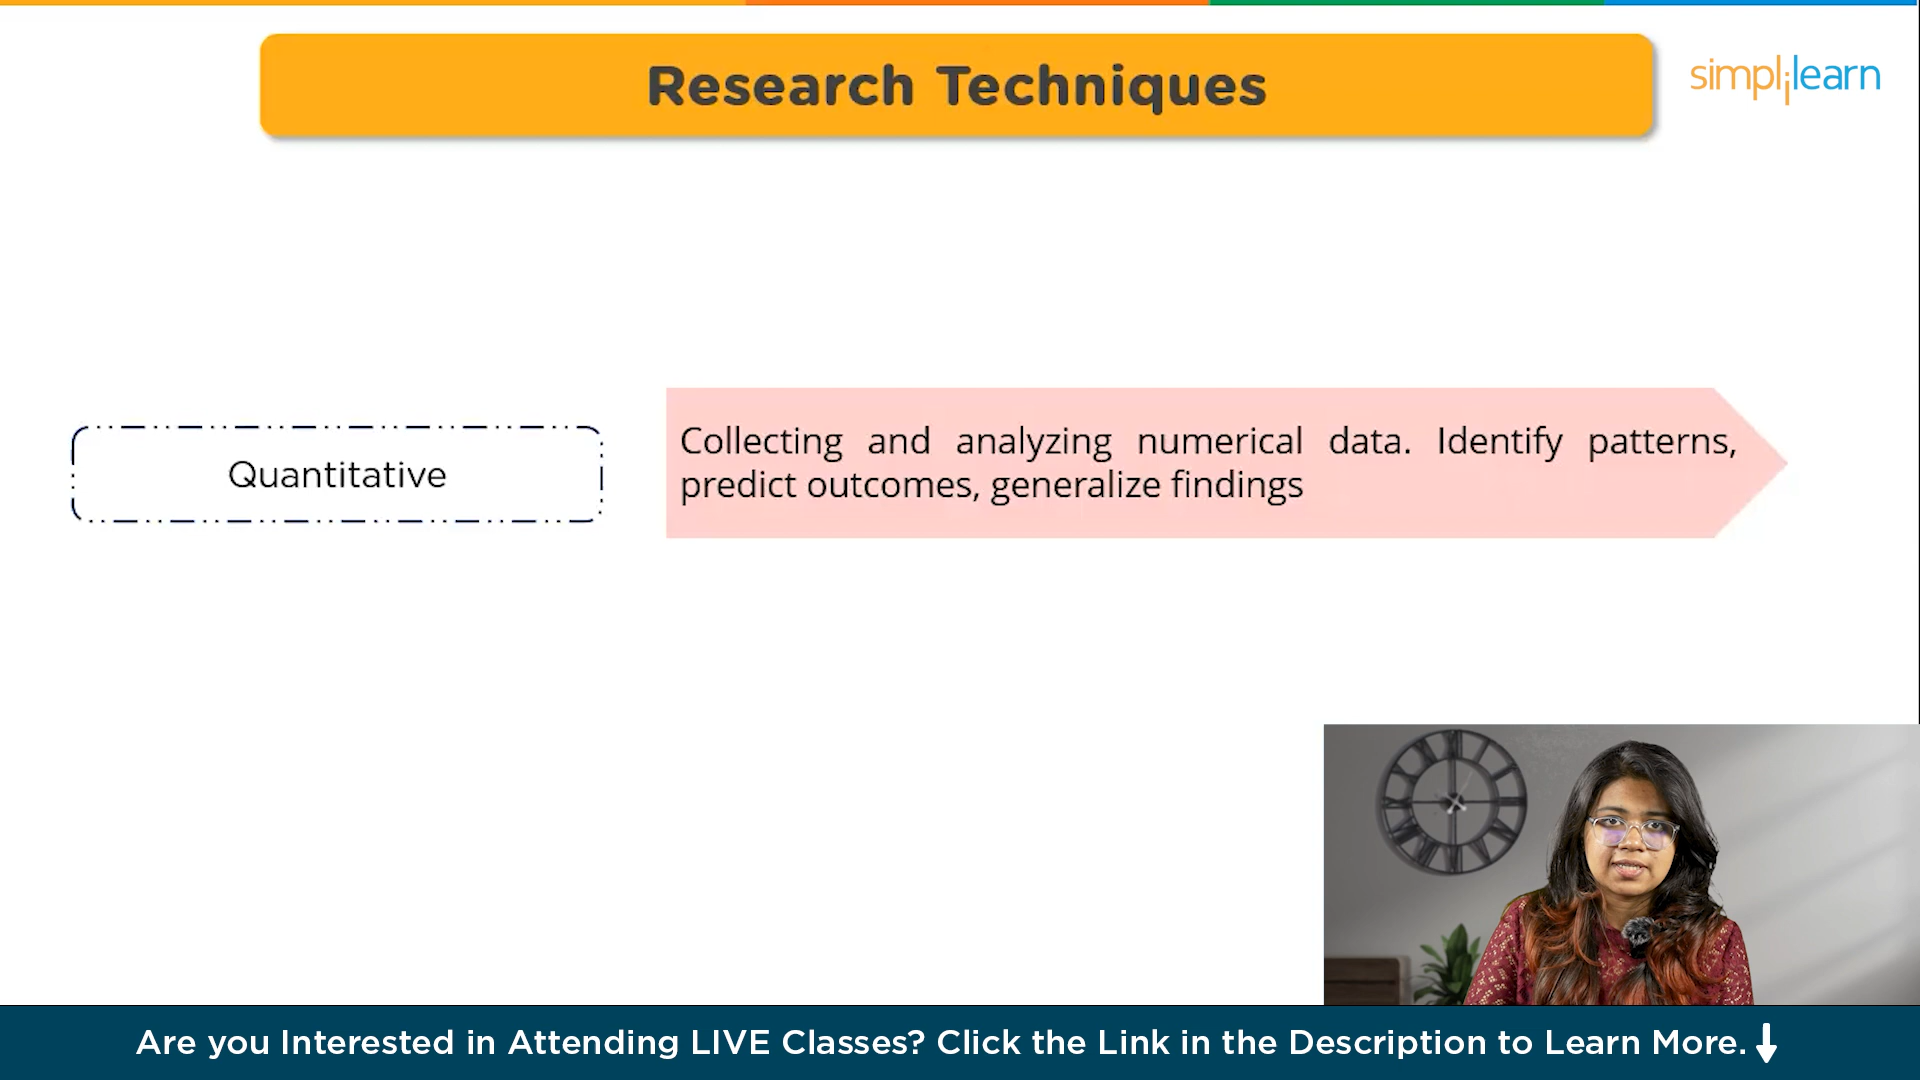 Research Techniques
simplilearn
Quantitative
Collecting and analyzing numerical data. Identify patterns,
predict outcomes, generalize findings
Are you Interested in Attending LIVE Classes? Click the Link in the Description to Learn More.